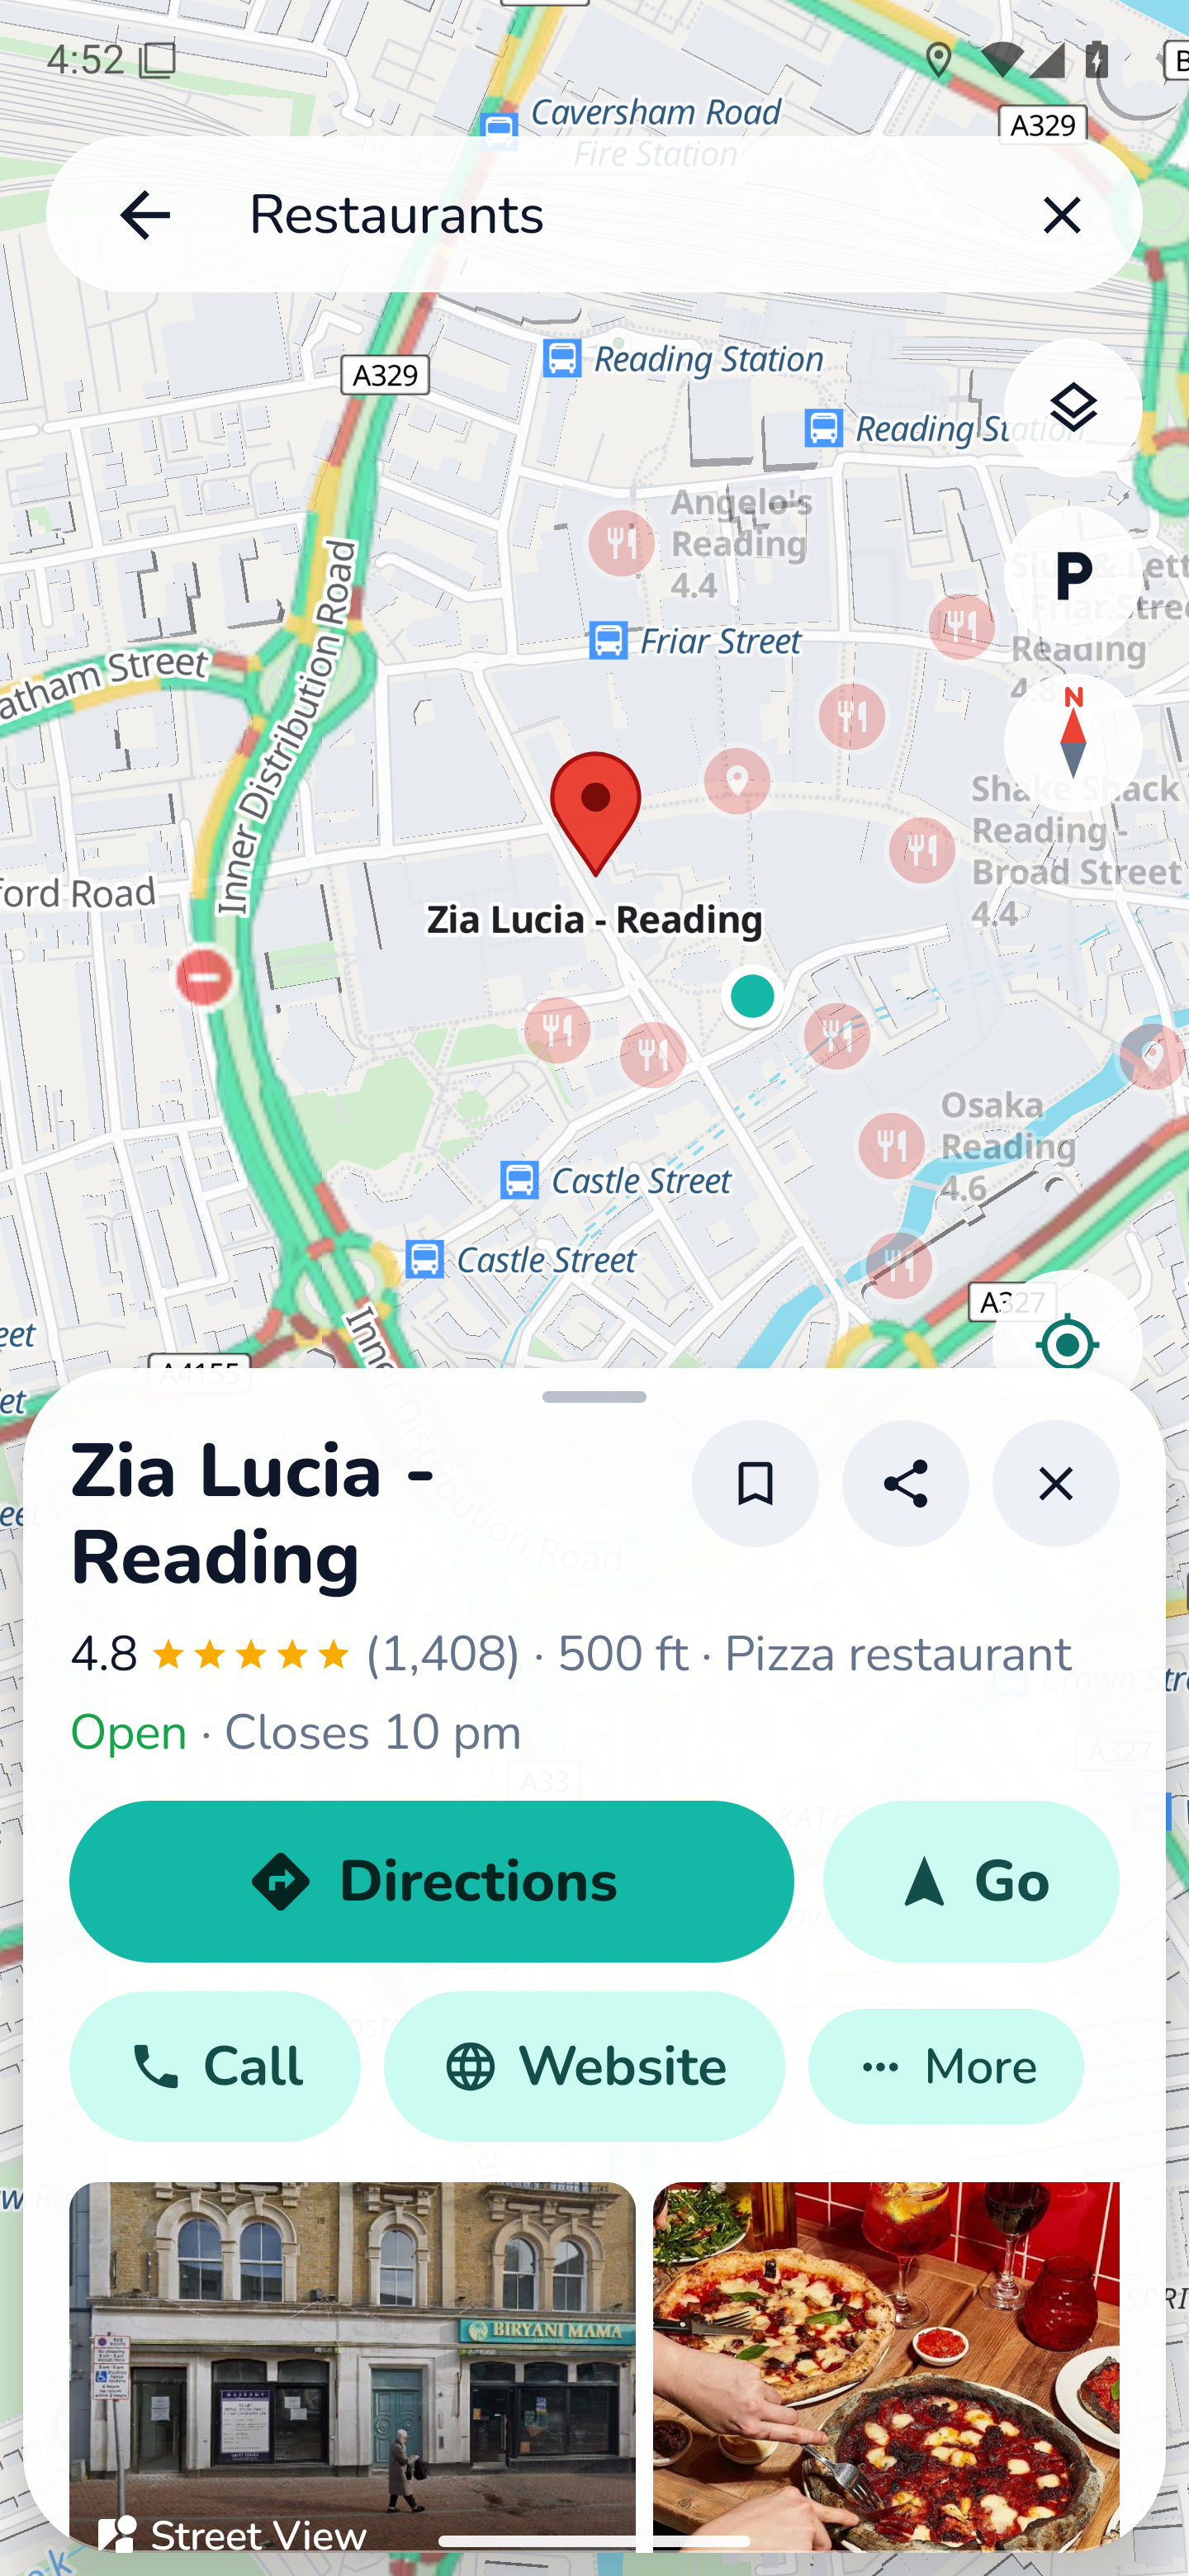 4:52
Caversham Road
Fire Station
A329
Restaurants
Reading Station
A329
Reading Station
Angelo's
Reading
4.4
Friar Street
Reading
4.8
N
P
Inner Distribution Road
atham Street
Shake Shack
Reading -
Broad Street
4.4
ford Road
Zia Lucia - Reading
Osaka
Reading
4.6
Castle Street
Castle Street
A327
eet
A4155
Zia Lucia -
Reading
4.8 ★★★★★ (1,408) · 500 ft · Pizza restaurant
Open · Closes 10 pm
A327
A33
Directions
Go
Call
Website
More
BIRYANI MAMA
Street View